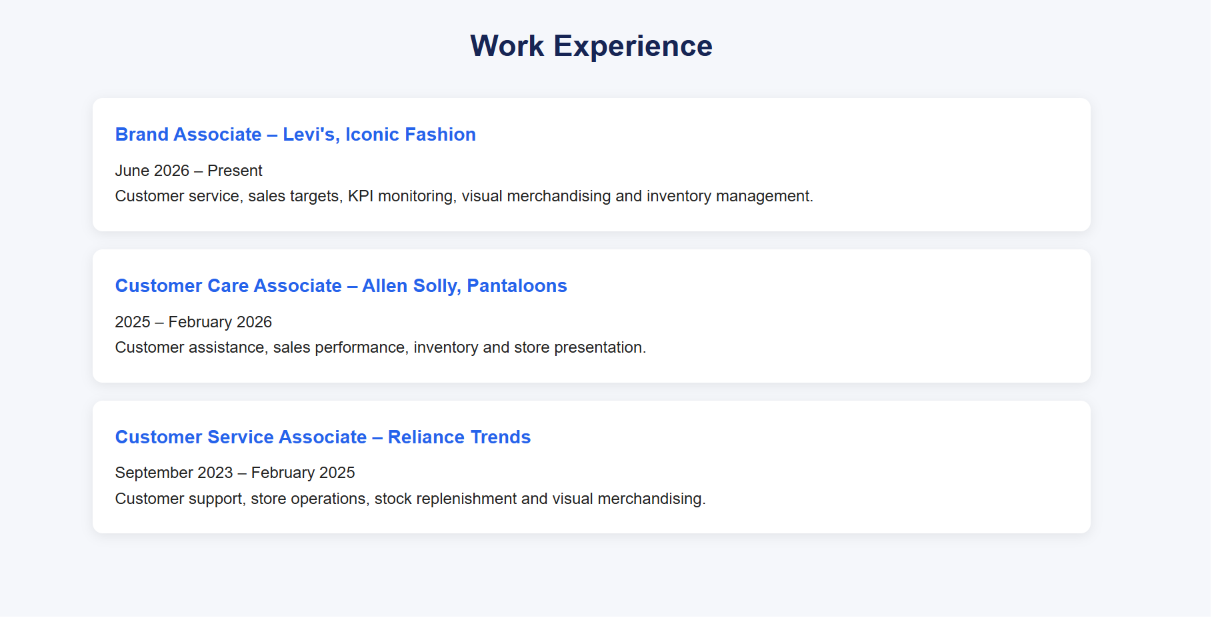 Work Experience
Brand Associate – Levi's, Iconic Fashion
June 2026 – Present
Customer service, sales targets, KPI monitoring, visual merchandising and inventory management.
Customer Care Associate – Allen Solly, Pantaloons
2025 – February 2026
Customer assistance, sales performance, inventory and store presentation.
Customer Service Associate – Reliance Trends
September 2023 – February 2025
Customer support, store operations, stock replenishment and visual merchandising.